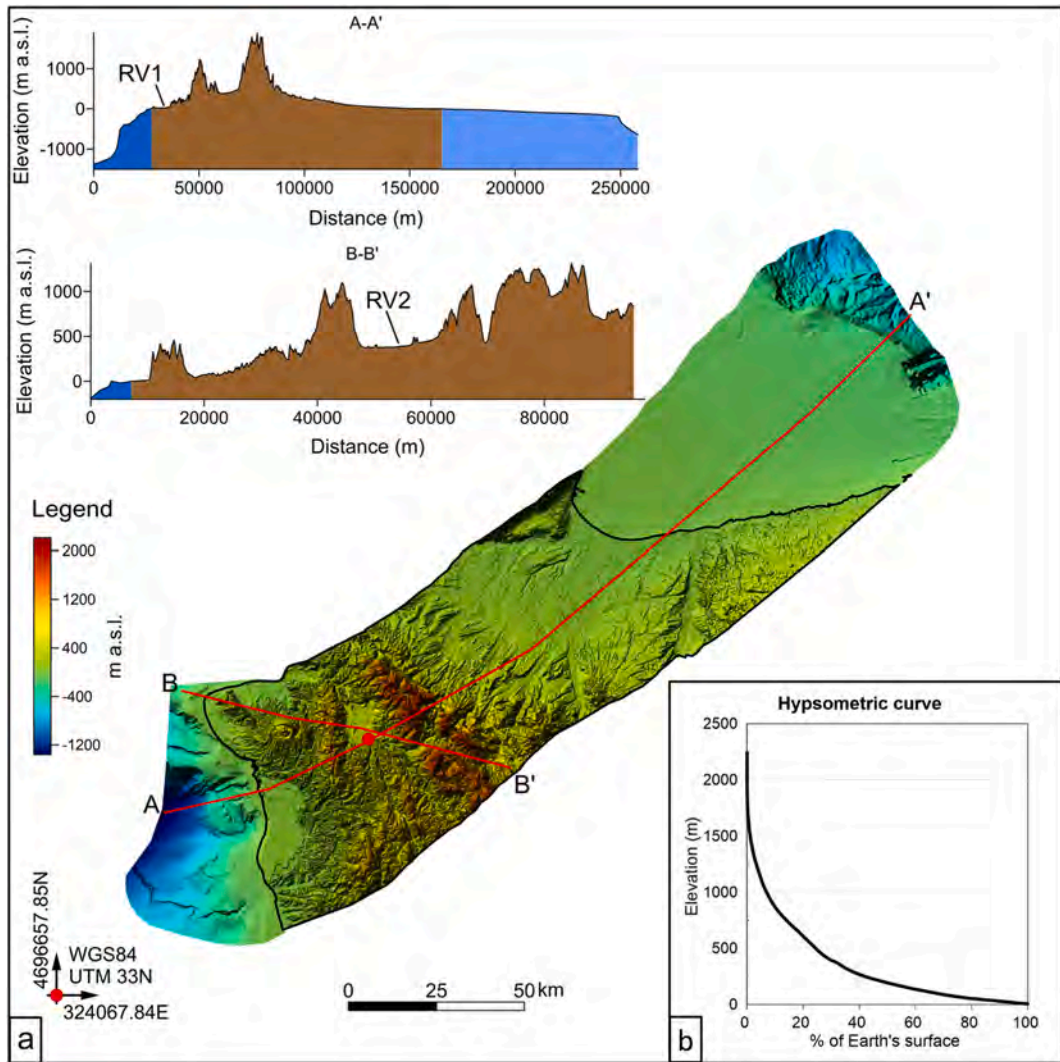 A-A'
Elevation (m a.s.l.)
1000
0
-1000
RV1
0 50000 100000 150000 200000 250000
Distance (m)
B-B'
Elevation (m a.s.l.)
1000
500
0
RV2
0 20000 40000 60000 80000
Distance (m)
A'
Legend
2000
1200
400
-400
-1200
m a.s.l.
B
A
B'
4696657.85N
WGS84
UTM 33N
324067.84E
0 25 50 km
a
Hypsometric curve
Elevation (m)
2500
2000
1500
1000
500
0
0 20 40 60 80 100
% of Earth's surface
b